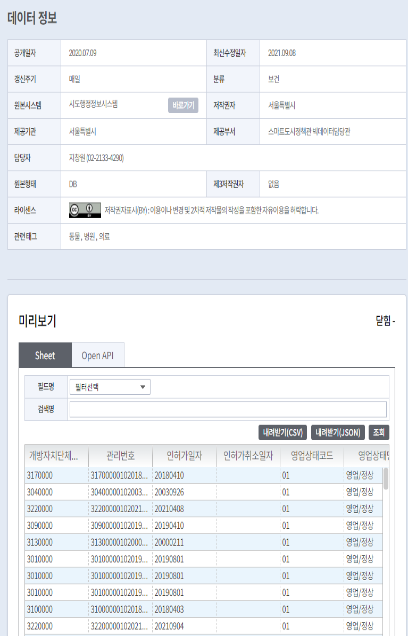 데이터 정보
공개일자 2020.07.09 최신수정일자 2021.09.08
갱신주기 매일 분류 보건
원본시스템 시도행정정보시스템 바로가기 저작권자 서울특별시
제공기관 서울특별시 제공부서 스마트도시정책관 빅데이터담당관
담당자 지창원 (02-2133-4290)
원본형태 DB 제3저작권자 없음
라이센스 저작권자표시(BY) : 이용이나 변경 및 2차적 저작물의 작성을 포함한 자유이용을 허락합니다.
관련태그 동물, 병원, 의료
미리보기 닫힘 -
Sheet Open API
필드명 필터선택
검색명
내려받기(CSV) 내려받기(JSON) 조회
개방자치단체... 관리번호 인허가일자 인허가취소일자 영업상태코드 영업상태명
3170000 31700000102018... 20180410 01 영업/정상
3040000 30400000102003... 20030926 01 영업/정상
3220000 32200000102021... 20210408 01 영업/정상
3090000 30900000102019... 20190410 01 영업/정상
3130000 31300000102000... 20000211 01 영업/정상
3010000 30100000102019... 20190801 01 영업/정상
3010000 30100000102019... 20190801 01 영업/정상
3010000 30100000102019... 20190801 01 영업/정상
3100000 31000000102018... 20180403 01 영업/정상
3220000 32200000102021... 20210904 01 영업/정상